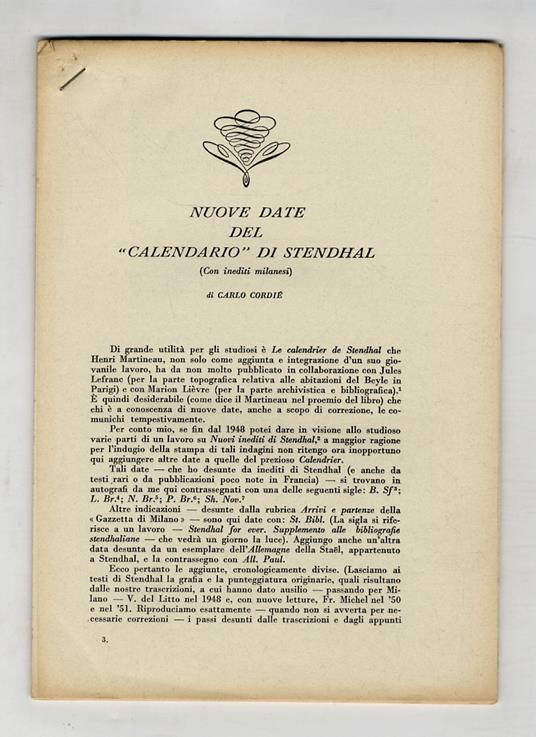 NUOVE DATE
DEL
“CALENDARIO” DI STENDHAL
(Con inediti milanesi)
di CARLO CORDIÉ
Di grande utilità per gli studiosi è Le calendrier de Stendhal che
Henri Martineau, non solo come aggiunta e integrazione d'un suo gio-
vanile lavoro, ha da non molto pubblicato in collaborazione con Jules
Lefranc (per la parte topografica relativa alle abitazioni del Beyle in
Parigi) e con Marion Lièvre (per la parte archivistica e bibliografica).¹
È quindi desiderabile (come dice il Martineau nel proemio del libro) che
chi è a conoscenza di nuove date, anche a scopo di correzione, le co-
munichi tempestivamente.
Per conto mio, se fin dal 1948 potei dare in visione allo studioso
varie parti di un lavoro su Nuovi inediti di Stendhal,² a maggior ragione
per l'indugio della stampa di tali indagini non ritengo ora inopportuno
qui aggiungere altre date a quelle del prezioso Calendrier.
Tali date — che ho desunte da inediti di Stendhal (e anche da
testi rari o da pubblicazioni poco note in Francia) — si trovano in
autografi da me qui contrassegnati con una delle seguenti sigle: B. Sf³;
L. Br.⁴; N. Br.⁵; P. Br.⁶; Sh. Nov.⁷
Altre indicazioni — desunte dalla rubrica Arrivi e partenze della
« Gazzetta di Milano » — sono qui date con: St. Bibl. (La sigla si rife-
risce a un lavoro — Stendhal for ever. Supplemento alle bibliografie
stendhaliane — che vedrà un giorno la luce). Aggiungo anche un'altra
data desunta da un esemplare dell'Allemagne della Staël, appartenuto
a Stendhal, e la contrassegno con All. Paul.
Ecco pertanto le aggiunte, cronologicamente divise. (Lasciamo ai
testi di Stendhal la grafia e la punteggiatura originarie, quali risultano
dalle nostre trascrizioni, a cui hanno dato ausilio — passando per Mi-
lano — V. del Litto nel 1948 e, con nuove letture, Fr. Michel nel '50
e nel '51. Riproduciamo esattamente — quando non si avverta per ne-
cessarie correzioni — i passi desunti dalle trascrizioni e dagli appunti
3.